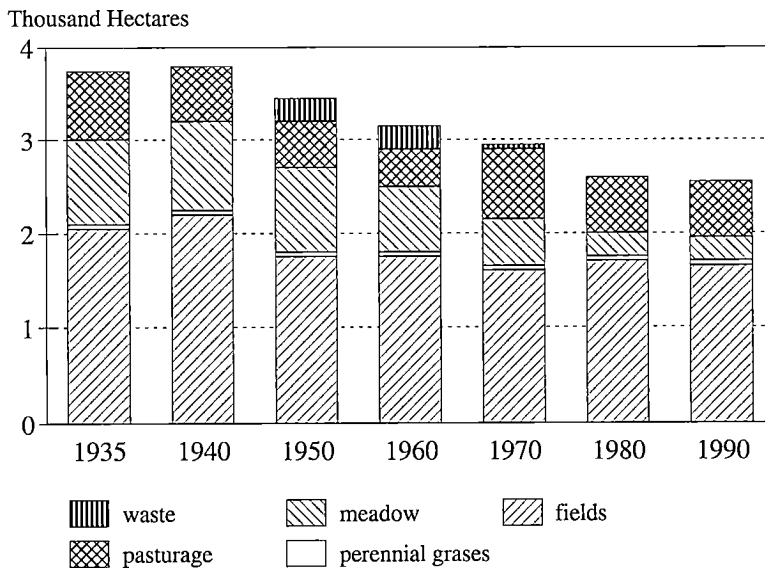 Thousand Hectares
4
3
2
1
0
1935 1940 1950 1960 1970 1980 1990
waste meadow fields
pasturage perennial grases